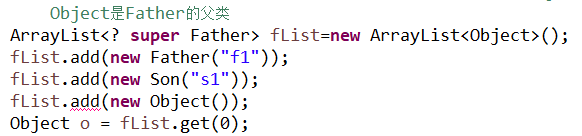 Object是Father的父类
ArrayList<? super Father> fList=new ArrayList<Object>();
fList.add(new Father("f1"));
fList.add(new Son("s1"));
fList.add(new Object());
Object o = fList.get(0);